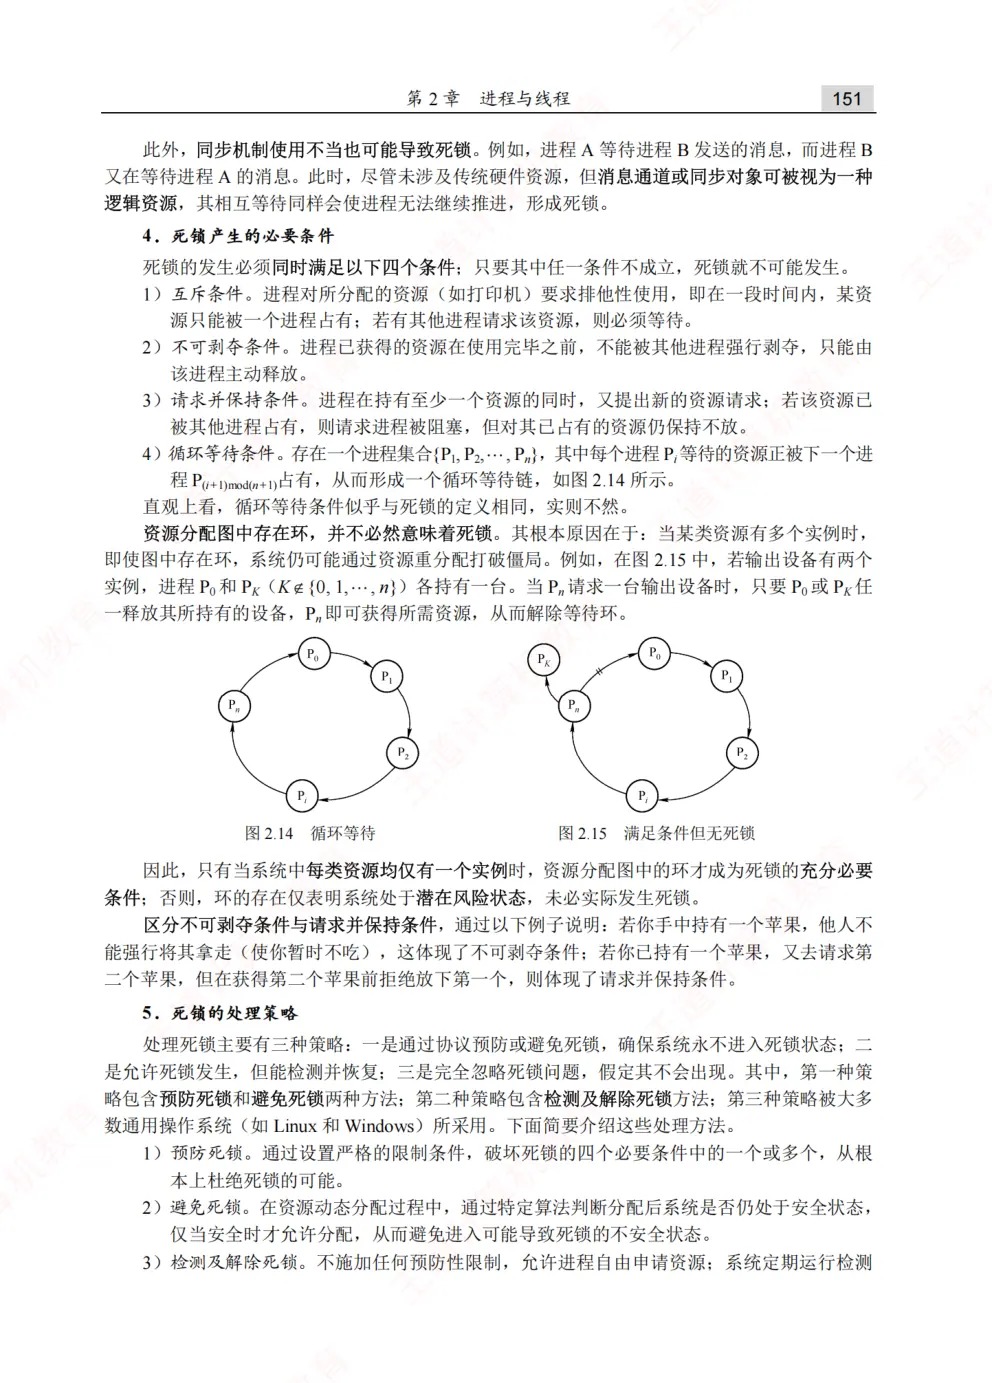 第 2 章　进程与线程
151
此外，同步机制使用不当也可能导致死锁。例如，进程 A 等待进程 B 发送的消息，而进程 B
又在等待进程 A 的消息。此时，尽管未涉及传统硬件资源，但消息通道或同步对象可被视为一种
逻辑资源，其相互等待同样会使进程无法继续推进，形成死锁。
4．死锁产生的必要条件
死锁的发生必须同时满足以下四个条件；只要其中任一条件不成立，死锁就不可能发生。
1）互斥条件。进程对所分配的资源（如打印机）要求排他性使用，即在一段时间内，某资
源只能被一个进程占有；若有其他进程请求该资源，则必须等待。
2）不可剥夺条件。进程已获得的资源在使用完毕之前，不能被其他进程强行剥夺，只能由
该进程主动释放。
3）请求并保持条件。进程在持有至少一个资源的同时，又提出新的资源请求；若该资源已
被其他进程占有，则请求进程被阻塞，但对其已占有的资源仍保持不放。
4）循环等待条件。存在一个进程集合{P1, P2,⋯, Pn}，其中每个进程 Pi 等待的资源正被下一个进
程 P(i+1)mod(n+1)占有，从而形成一个循环等待链，如图 2.14 所示。
直观上看，循环等待条件似乎与死锁的定义相同，实则不然。
资源分配图中存在环，并不必然意味着死锁。其根本原因在于：当某类资源有多个实例时，
即使图中存在环，系统仍可能通过资源重分配打破僵局。例如，在图 2.15 中，若输出设备有两个
实例，进程 P0 和 PK（K∉{0, 1,⋯, n}）各持有一台。当 Pn 请求一台输出设备时，只要 P0 或 PK 任
一释放其所持有的设备，Pn 即可获得所需资源，从而解除等待环。
P0
P1
P2
Pi
Pn
图 2.14　循环等待
PK
P0
P1
P2
Pi
Pn
图 2.15　满足条件但无死锁
因此，只有当系统中每类资源均仅有一个实例时，资源分配图中的环才成为死锁的充分必要
条件；否则，环的存在仅表明系统处于潜在风险状态，未必实际发生死锁。
区分不可剥夺条件与请求并保持条件，通过以下例子说明：若你手中持有一个苹果，他人不
能强行将其拿走（使你暂时不吃），这体现了不可剥夺条件；若你已持有一个苹果，又去请求第
二个苹果，但在获得第二个苹果前拒绝放下第一个，则体现了请求并保持条件。
5．死锁的处理策略
处理死锁主要有三种策略：一是通过协议预防或避免死锁，确保系统永不进入死锁状态；二
是允许死锁发生，但能检测并恢复；三是完全忽略死锁问题，假定其不会出现。其中，第一种策
略包含预防死锁和避免死锁两种方法；第二种策略包含检测及解除死锁方法；第三种策略被大多
数通用操作系统（如 Linux 和 Windows）所采用。下面简要介绍这些处理方法。
1）预防死锁。通过设置严格的限制条件，破坏死锁的四个必要条件中的一个或多个，从根
本上杜绝死锁的可能。
2）避免死锁。在资源动态分配过程中，通过特定算法判断分配后系统是否仍处于安全状态，
仅当安全时才允许分配，从而避免进入可能导致死锁的不安全状态。
3）检测及解除死锁。不施加任何预防性限制，允许进程自由申请资源；系统定期运行检测